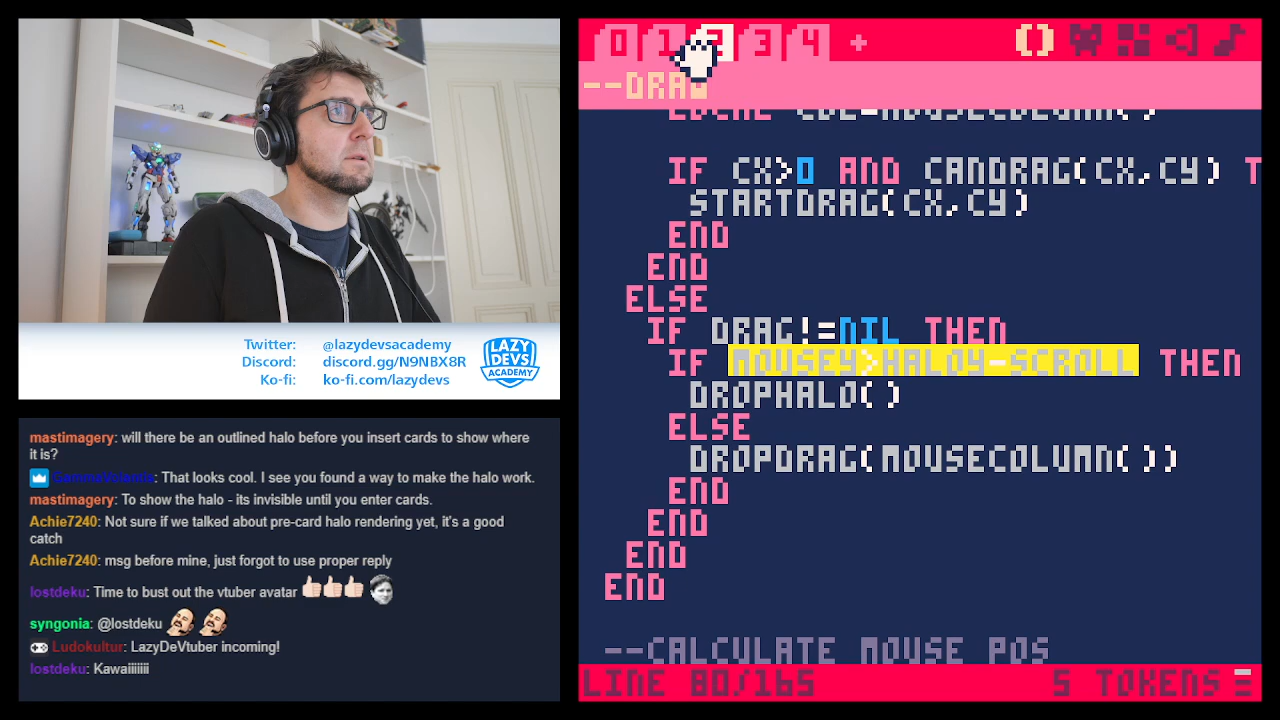 Twitter: @lazydevsacademy
Discord: discord.gg/N9NBX8R
Ko-fi: ko-fi.com/lazydevs
LAZY
DEVS
ACADEMY
mastimagery: will there be an outlined halo before you insert cards to show where
it is?
GammaVolantis: That looks cool. I see you found a way to make the halo work.
mastimagery: To show the halo - its invisible until you enter cards.
Achie7240: Not sure if we talked about pre-card halo rendering yet, it's a good
catch
Achie7240: msg before mine, just forgot to use proper reply
lostdeku: Time to bust out the vtuber avatar
syngonia: @lostdeku
Ludokultur: LazyDeVtuber incoming!
lostdeku: Kawaiiiiiii
0 1 2 3 4 +
--DRAG
LOCAL COL=MOUSECOLUMN()
IF CX>0 AND CANDRAG(CX,CY) T
STARTDRAG(CX,CY)
END
END
ELSE
IF DRAG!=NIL THEN
IF MOUSEY>HALOY-SCROLL THEN
DROPHALO()
ELSE
DROPDRAG(MOUSECOLUMN())
END
END
END
END
--CALCULATE MOUSE POS
LINE 80/165
5 TOKENS